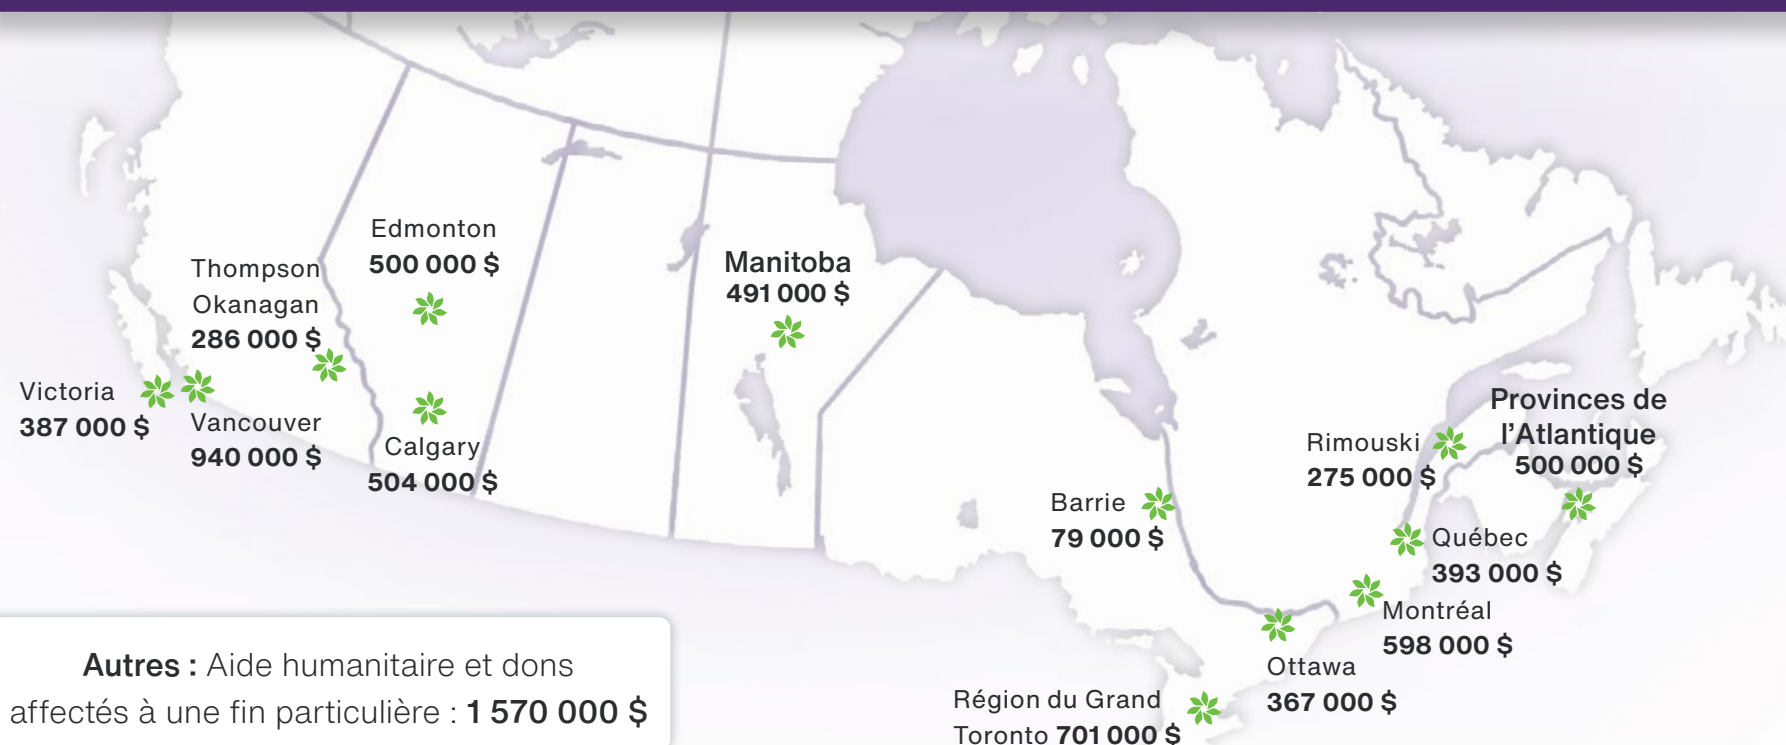 Edmonton
500 000 $
Thompson
Okanagan
286 000 $
Manitoba
491 000 $
Victoria
387 000 $
Vancouver
940 000 $
Calgary
504 000 $
Provinces de
l’Atlantique
500 000 $
Rimouski
275 000 $
Barrie
79 000 $
Québec
393 000 $
Montréal
598 000 $
Ottawa
367 000 $
Région du Grand
Toronto 701 000 $
Autres : Aide humanitaire et dons
affectés à une fin particulière : 1 570 000 $